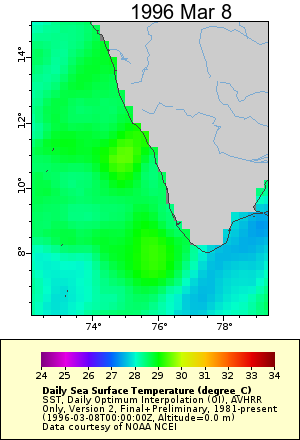 1996 Mar 8
14°
12°
10°
8°
74°
76°
78°
24 25 26 27 28 29 30 31 32 33 34
Daily Sea Surface Temperature (degree_C)
SST, Daily Optimum Interpolation (OI), AVHRR
Only, Version 2, Final+Preliminary, 1981-present
(1996-03-08T00:00:00Z, Altitude=0.0 m)
Data courtesy of NOAA NCEI